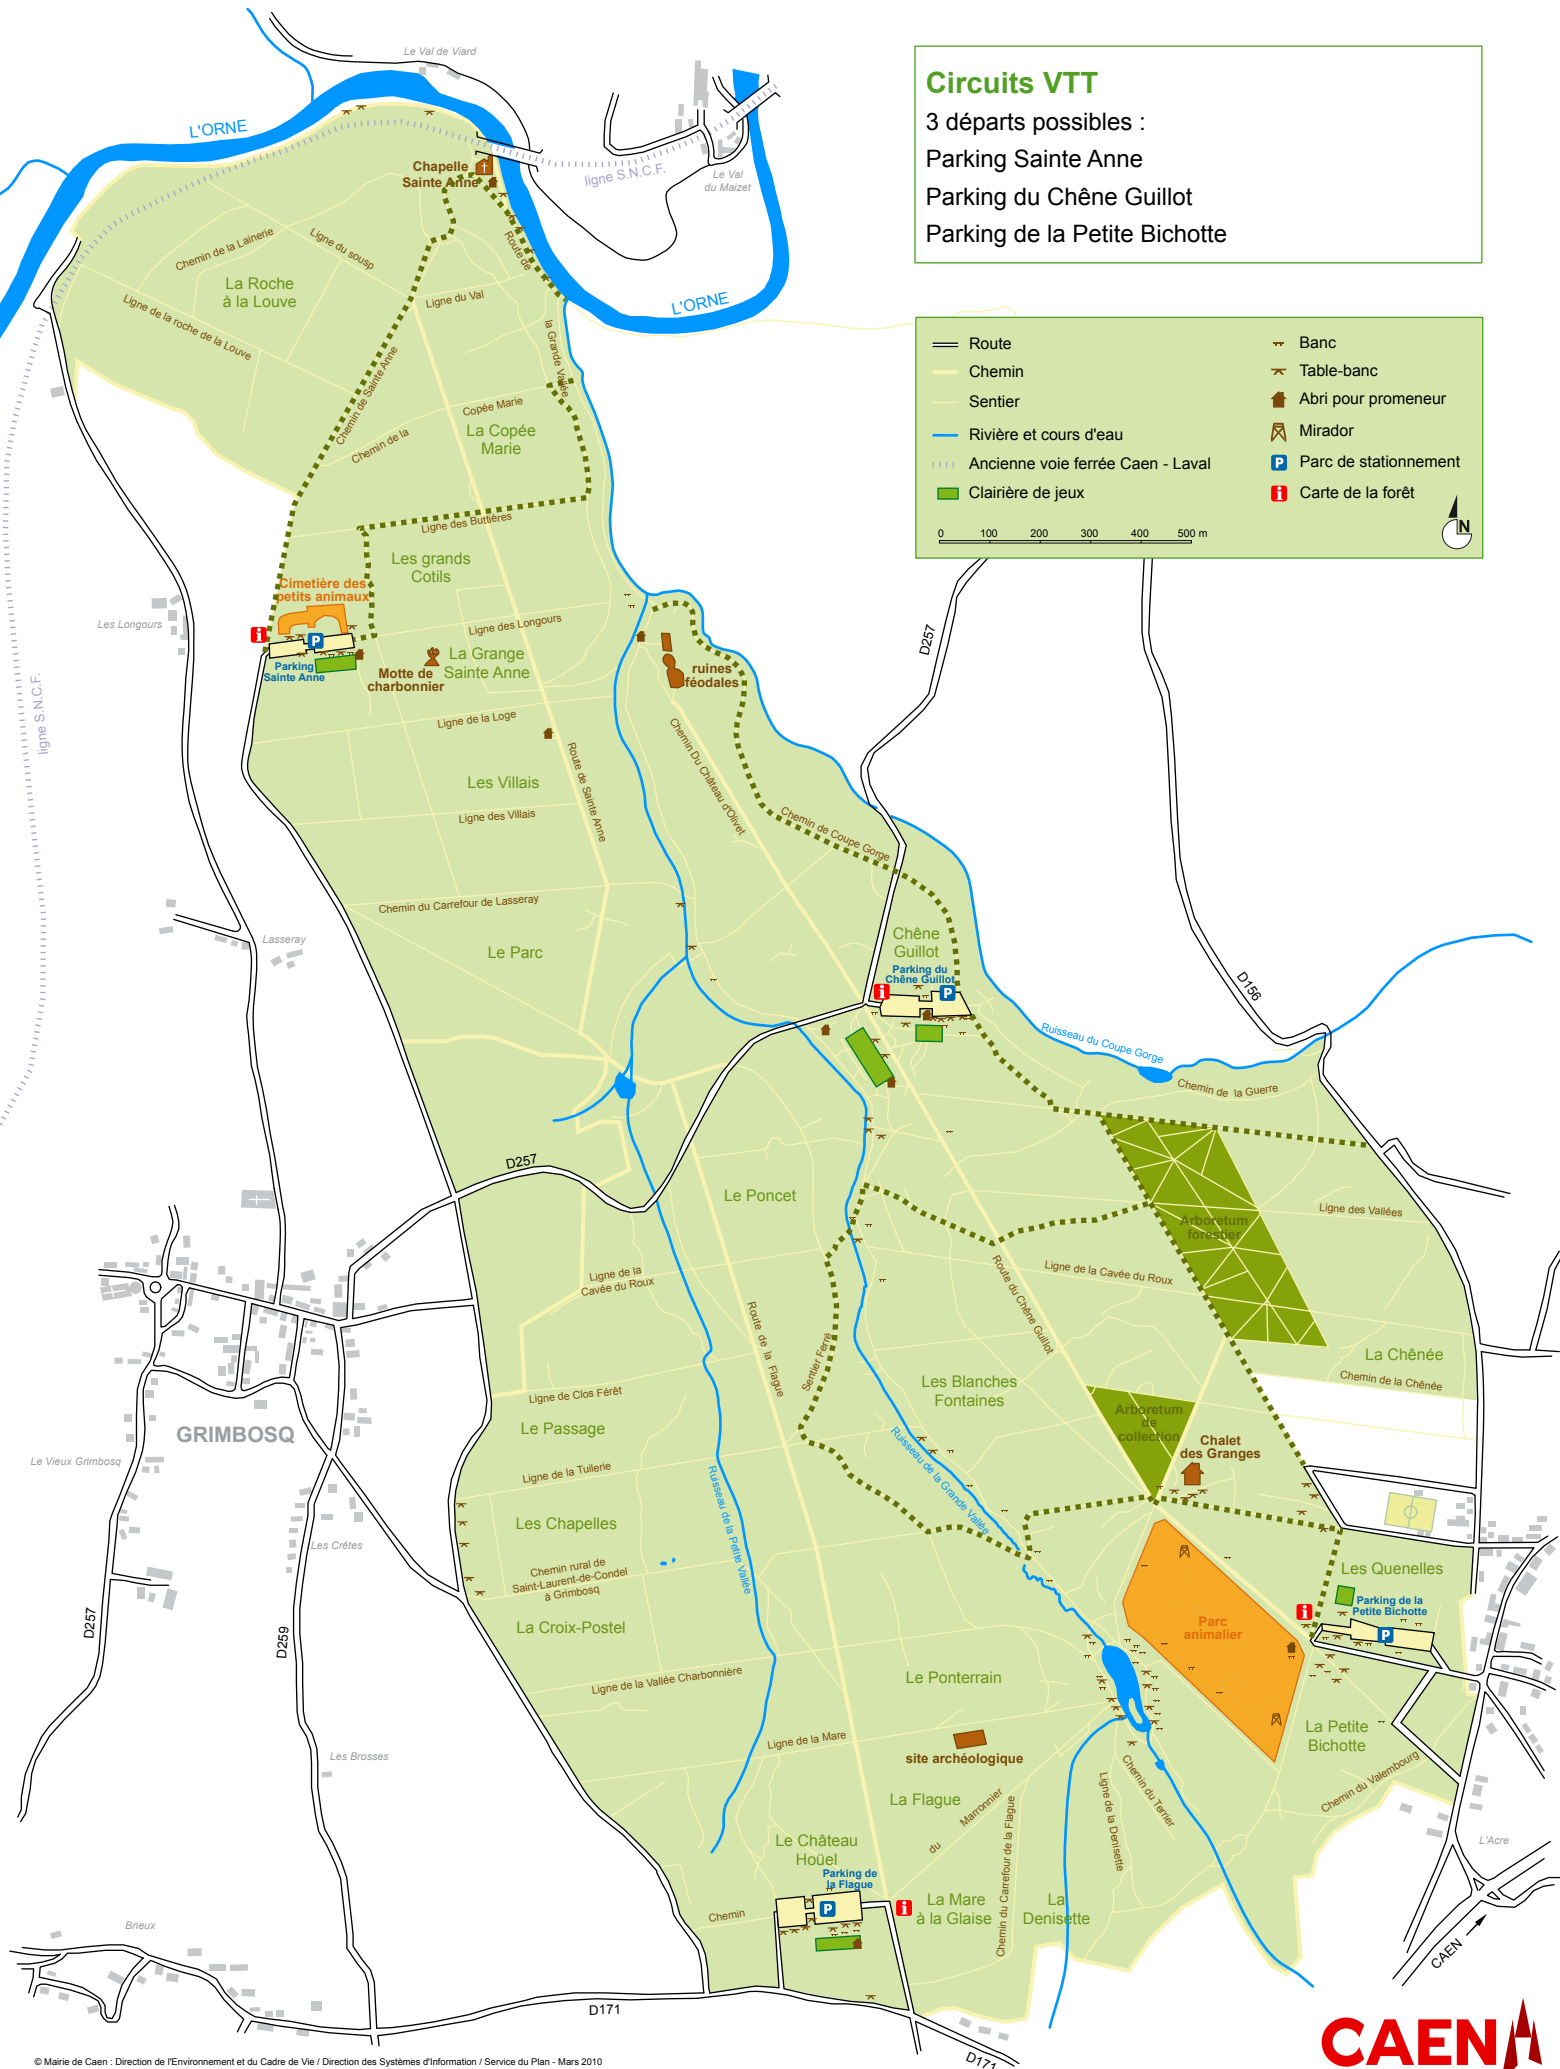 Le Val de Viard
L'ORNE
Chapelle
Sainte Anne
ligne S.N.C.F.
Le Val
du Maizet
Circuits VTT
3 départs possibles :
Parking Sainte Anne
Parking du Chêne Guillot
Parking de la Petite Bichotte
Chemin de la Lainerie
Ligne du sousp
Route de
la Grande Vallée
La Roche
à la Louve
Ligne du Val
L'ORNE
Ligne de la roche de la Louve
Chemin de Sainte Anne
Route
Chemin
Sentier
Rivière et cours d'eau
Ancienne voie ferrée Caen - Laval
Clairière de jeux
Banc
Table-banc
Abri pour promeneur
Mirador
P Parc de stationnement
i Carte de la forêt
0 100 200 300 400 500 m
N
Chemin de la
Copée Marie
La Copée
Marie
Ligne des Buttières
Les grands
Cotils
Cimetière des
petits animaux
Les Longours
i
P
Parking
Sainte Anne
Ligne des Longours
La Grange
Sainte Anne
Motte de
charbonnier
ruines
féodales
D257
ligne S.N.C.F.
Ligne de la Loge
Route de Sainte Anne
Chemin Du Château d'Olivet
Les Villais
Ligne des Villais
Chemin de Coupe Gorge
Chemin du Carrefour de Lasseray
Lasseray
Le Parc
Chêne
Guillot
Parking du
Chêne Guillot
i
P
D156
Ruisseau du Coupe Gorge
Chemin de la Guerre
D257
Le Poncet
Arboretum
forestier
Ligne des Vallées
Ligne de la
Cavée du Roux
Route du Chêne Guillot
Ligne de la Cavée du Roux
Route de la Flague
Sentier Ferré
La Chênée
Chemin de la Chênée
Ligne de Clos Férêt
Les Blanches
Fontaines
Arboretum
de
collection
Chalet
des Granges
GRIMBOSQ
Le Vieux Grimbosq
Le Passage
Ligne de la Tuilerie
Ruisseau de la Petite Vallée
Ruisseau de la Grande Vallée
Les Chapelles
Les Crêtes
Chemin rural de
Saint-Laurent-de-Condel
à Grimbosq
Les Quenelles
Parking de la
Petite Bichotte
i
P
D257
D259
La Croix-Postel
Parc
animalier
Ligne de la Vallée Charbonnière
Le Ponterrain
La Petite
Bichotte
Ligne de la Mare
site archéologique
Les Brosses
Chemin du Terrier
Ligne de la Denisette
Chemin du Valembourg
La Flague
du
Marronnier
Chemin du Carrefour de la Flague
L'Acre
Le Château
Hoüel
Parking de
la Flague
P
i
Chemin
La Mare
à la Glaise
La
Denisette
Brieux
CAEN
D171
D171
CAEN
© Mairie de Caen : Direction de l'Environnement et du Cadre de Vie / Direction des Systèmes d'Information / Service du Plan - Mars 2010